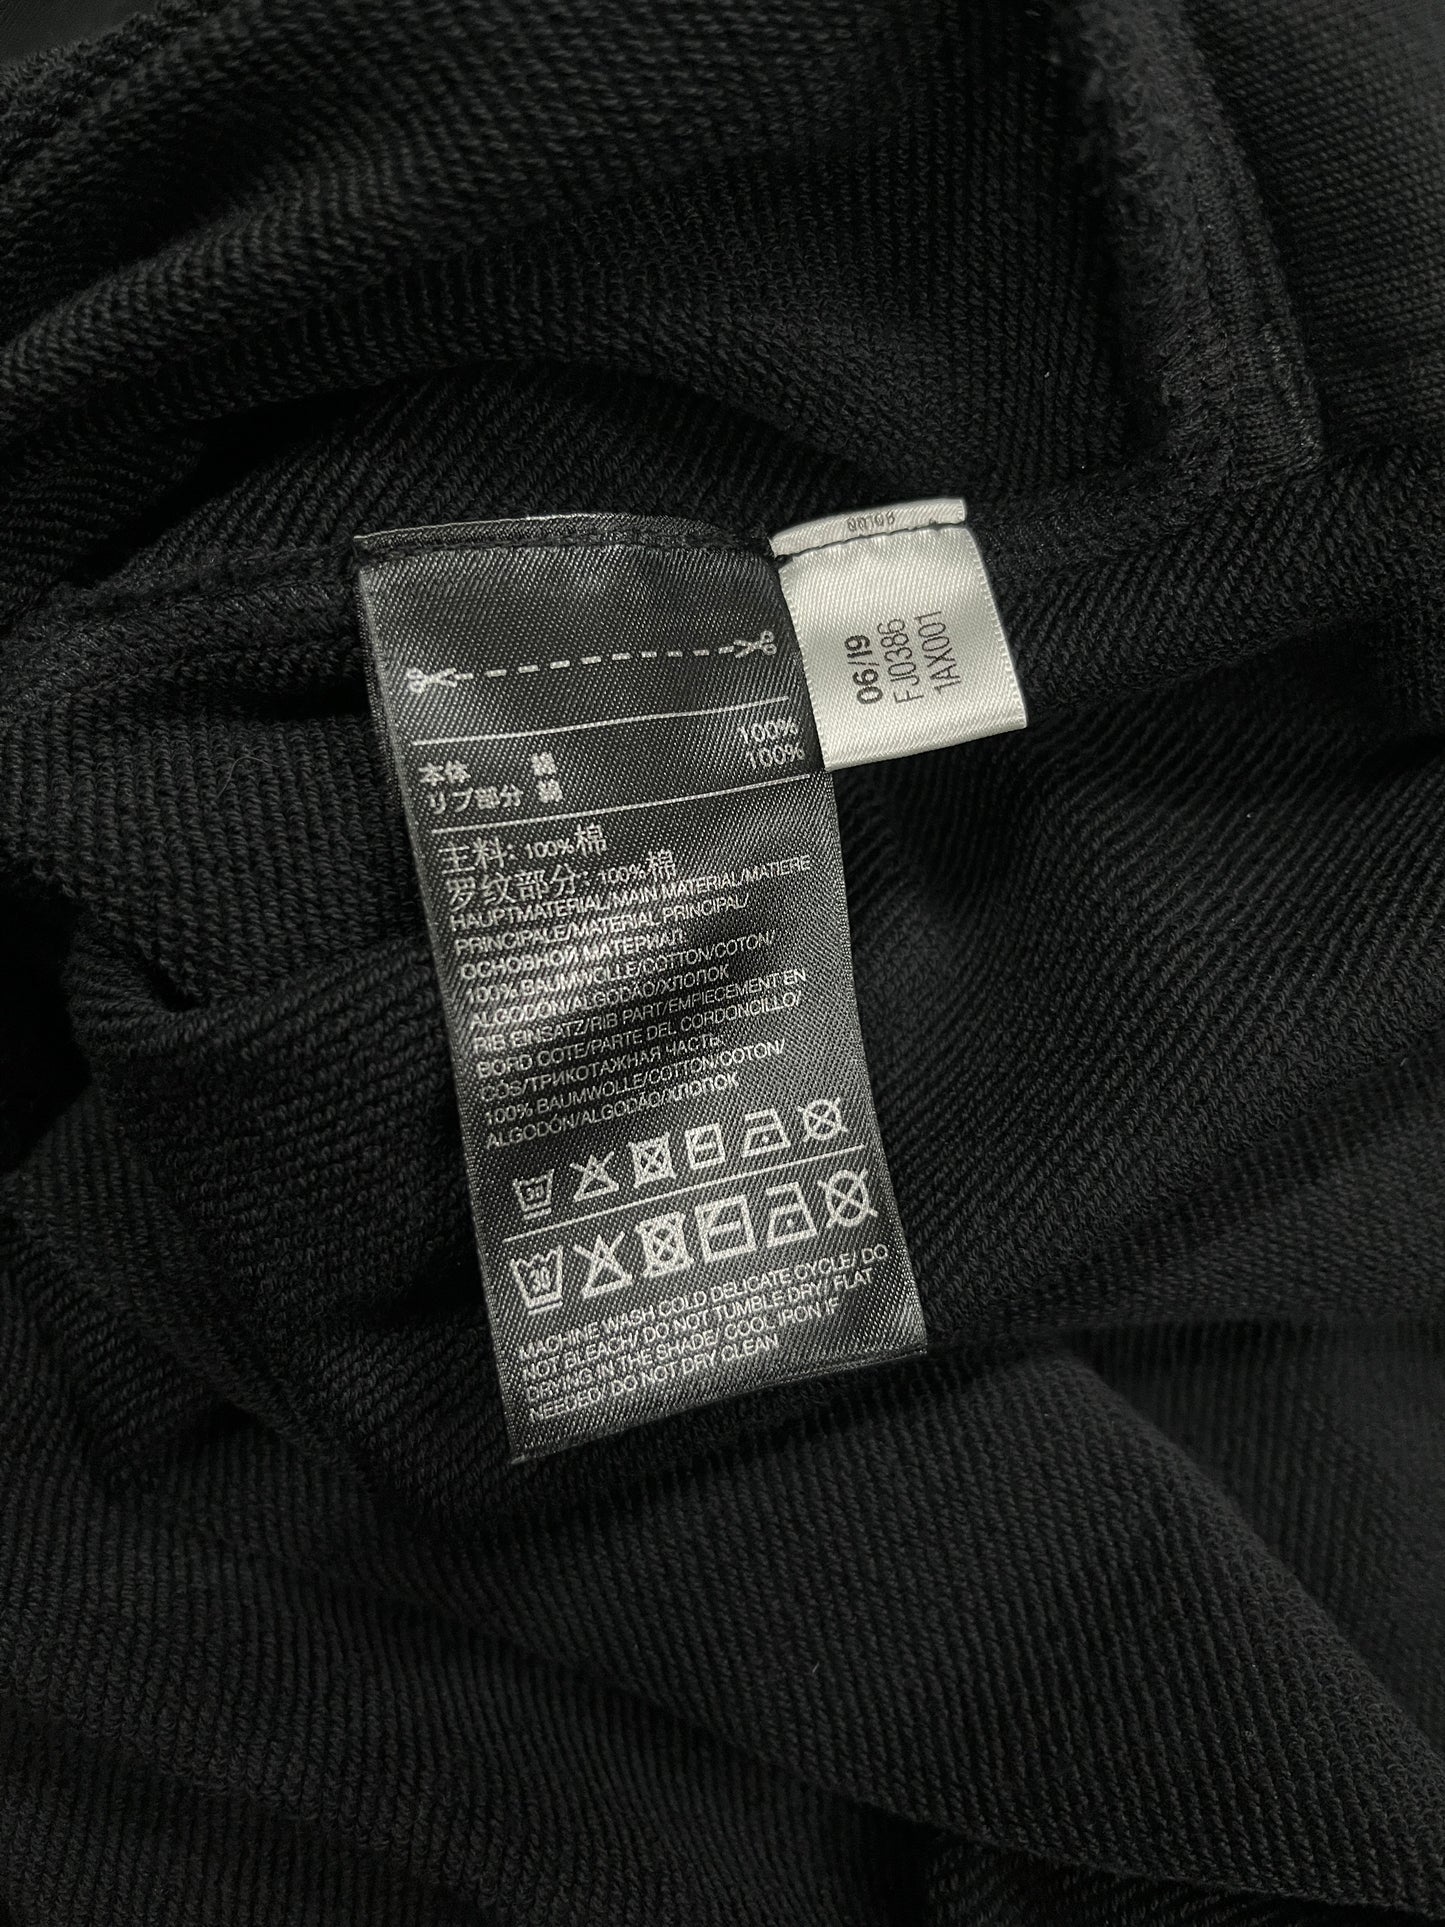 00108
06/19
FJ0386
1AX001
本体 綿 100%
リブ部分 綿 100%
主料: 100%棉
罗纹部分: 100%棉
HAUPTMATERIAL/MAIN MATERIAL/MATIERE
PRINCIPALE/MATERIAL PRINCIPAL/
ОСНОВНОЙ МАТЕРИАЛ:
100% BAUMWOLLE/COTTON/COTON/
ALGODÓN/ALGODÃO/ХЛОПОК
RIB EINSATZ/RIB PART/EMPIECEMENT EN
BORD COTE/PARTE DEL CORDONCILLO/
COS/ТРИКОТАЖНАЯ ЧАСТЬ:
100% BAUMWOLLE/COTTON/COTON/
ALGODÓN/ALGODÃO/ХЛОПОК
30
30
MACHINE WASH COLD DELICATE CYCLE/ DO
NOT BLEACH/ DO NOT TUMBLE DRY/ FLAT
DRYING IN THE SHADE/ COOL IRON IF
NEEDED/ DO NOT DRY CLEAN